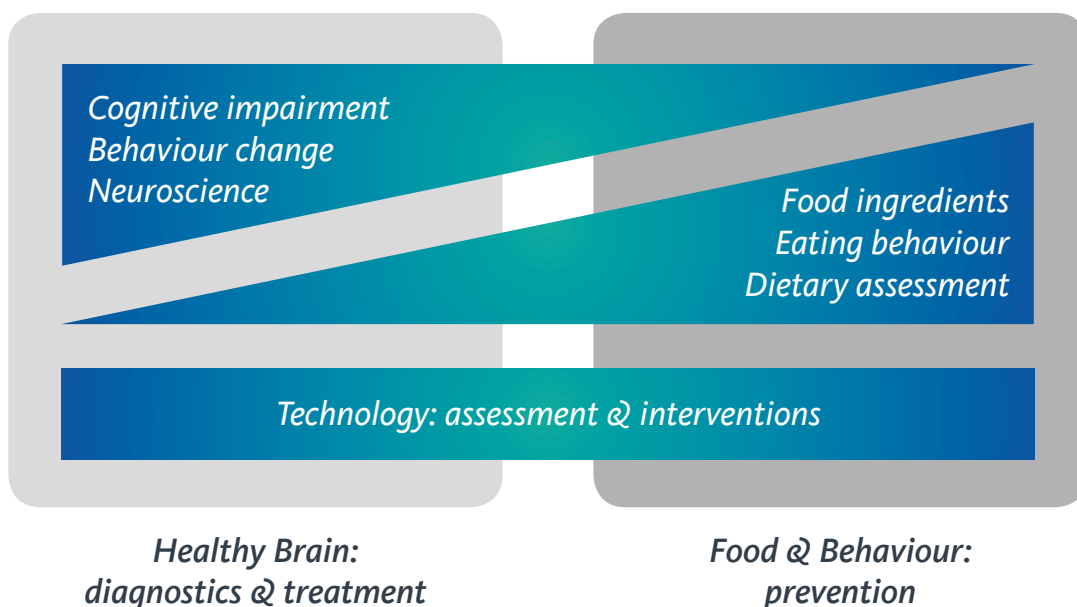 Cognitive impairment
Behaviour change
Neuroscience
Food ingredients
Eating behaviour
Dietary assessment
Technology: assessment & interventions
Healthy Brain:
diagnostics & treatment
Food & Behaviour:
prevention